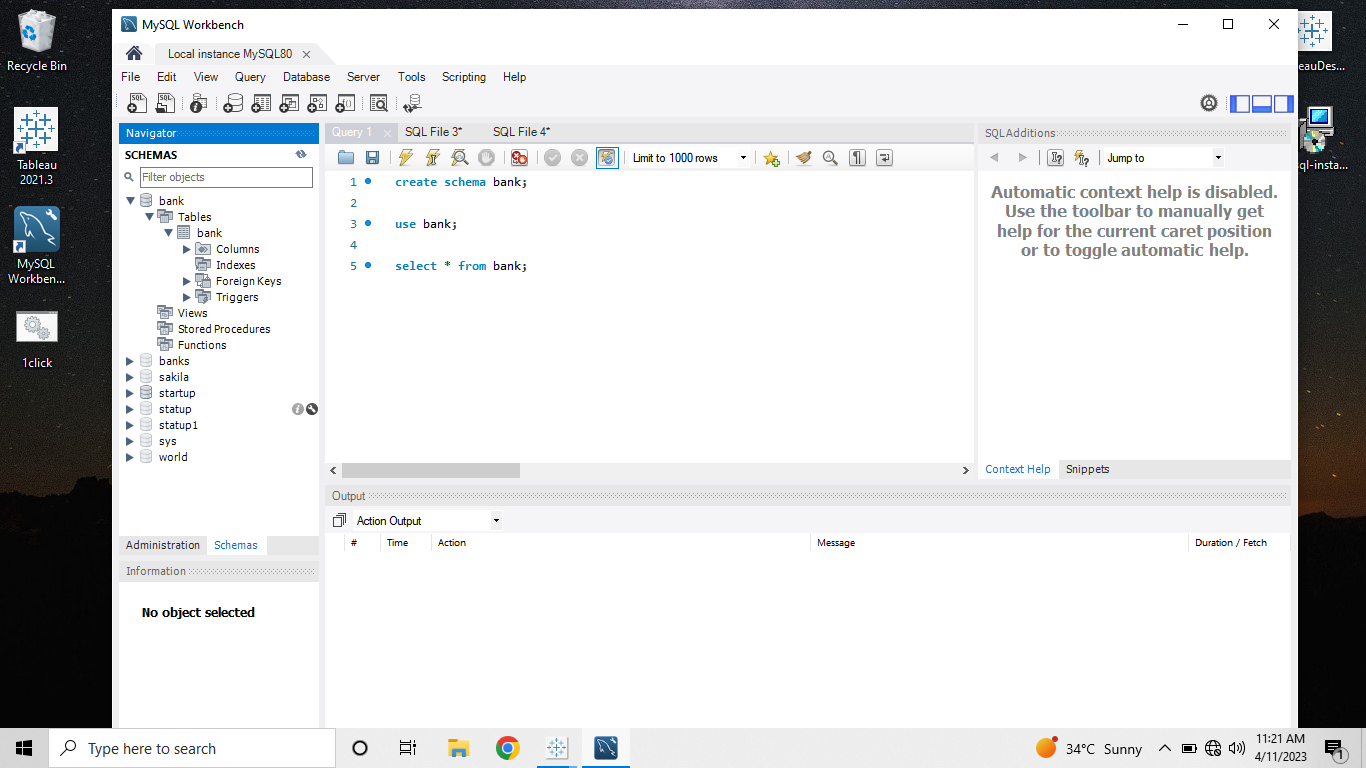 Recycle Bin
Tableau
2021.3
MySQL
Workben...
1click
eauDes...
sql-insta...
MySQL Workbench
Local instance MySQL80
File Edit View Query Database Server Tools Scripting Help
Navigator
SCHEMAS
Filter objects
bank
Tables
bank
Columns
Indexes
Foreign Keys
Triggers
Views
Stored Procedures
Functions
banks
sakila
startup
statup
statup1
sys
world
Administration Schemas
Information
No object selected
Query 1 SQL File 3* SQL File 4*
Limit to 1000 rows
1 create schema bank;
2
3 use bank;
4
5 select * from bank;
SQLAdditions
Jump to
Automatic context help is disabled.
Use the toolbar to manually get
help for the current caret position
or to toggle automatic help.
Context Help Snippets
Output
Action Output
# Time Action Message Duration / Fetch
Type here to search
34°C Sunny
11:21 AM
4/11/2023
1